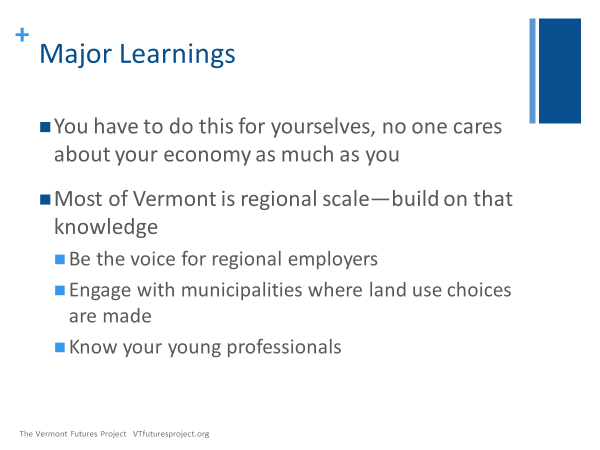 +
Major Learnings
You have to do this for yourselves, no one cares
about your economy as much as you
Most of Vermont is regional scale—build on that
knowledge
Be the voice for regional employers
Engage with municipalities where land use choices
are made
Know your young professionals
The Vermont Futures Project VTfuturesproject.org